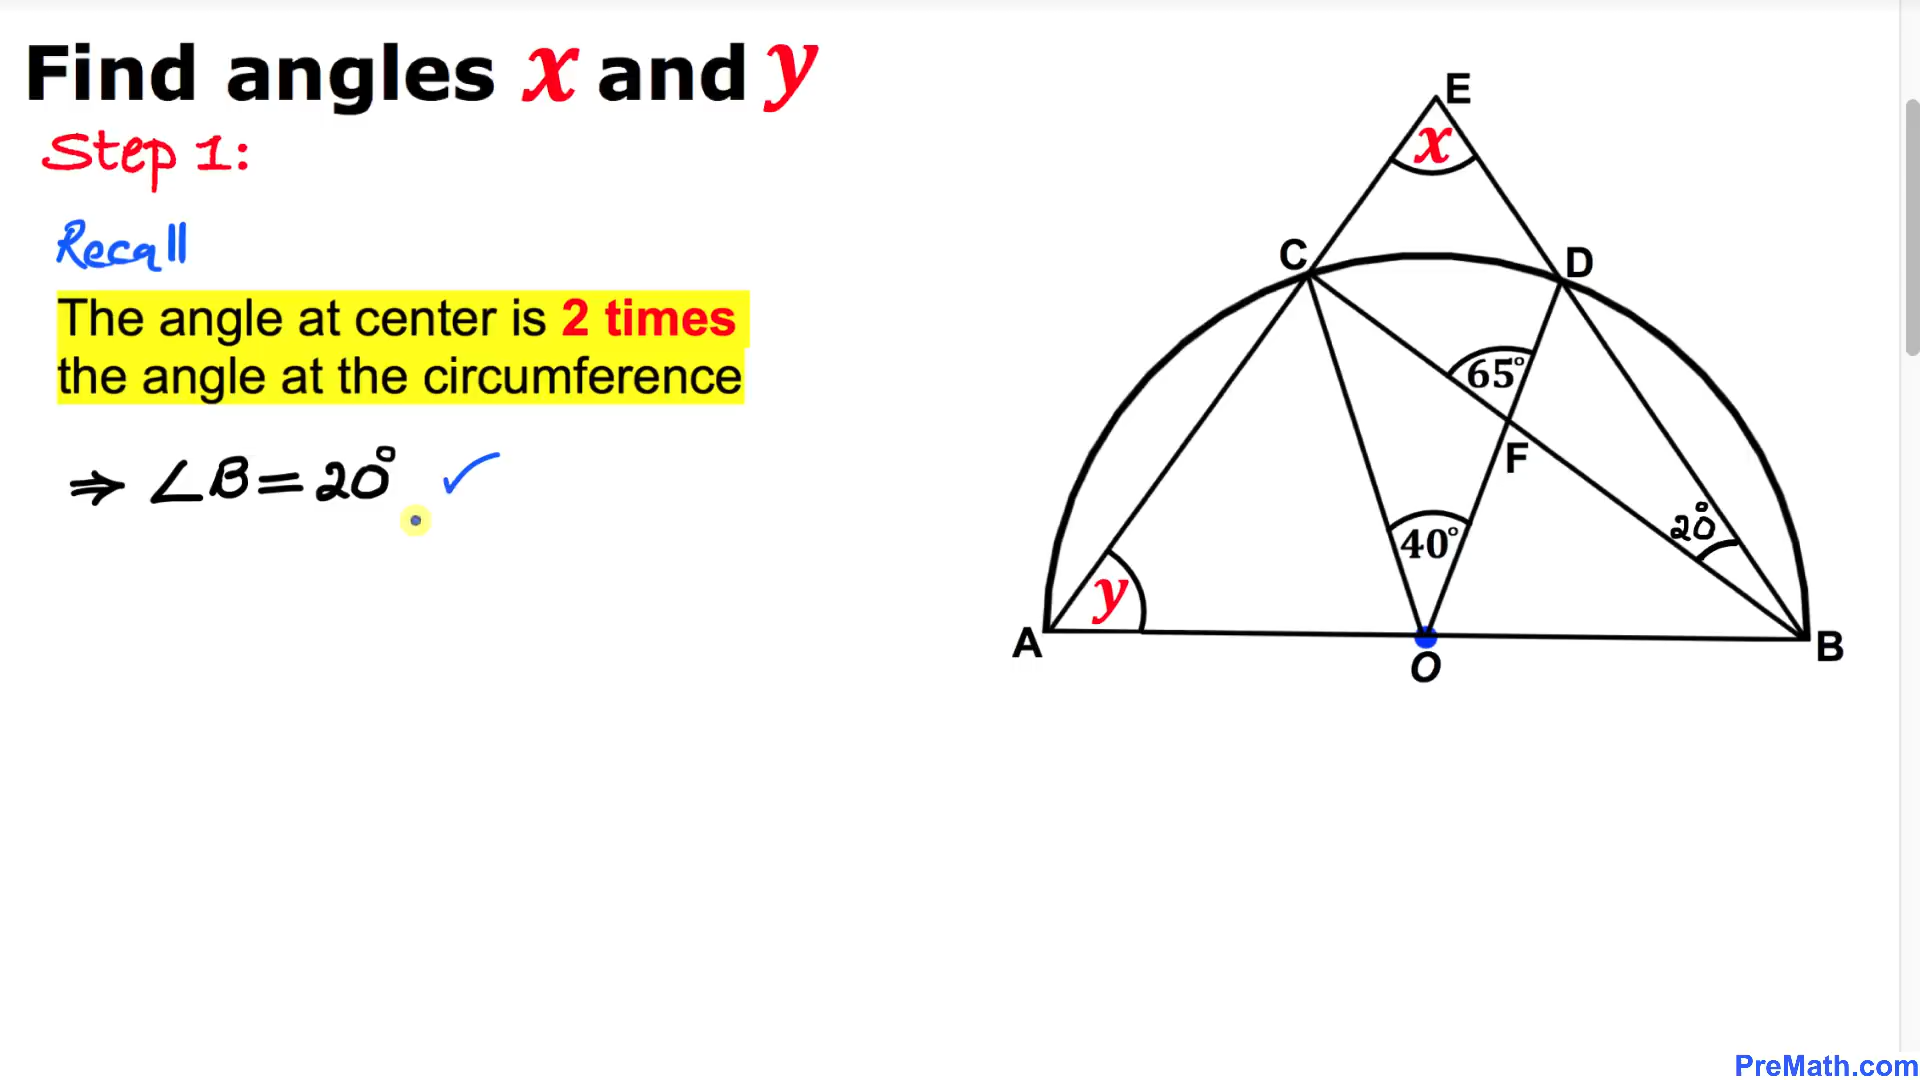 Find angles x and y
Step 1:
Recall
The angle at center is 2 times
the angle at the circumference
⇒ ∠B = 20°
E
x
C
D
65°
F
20°
40°
y
A
O
B
PreMath.com